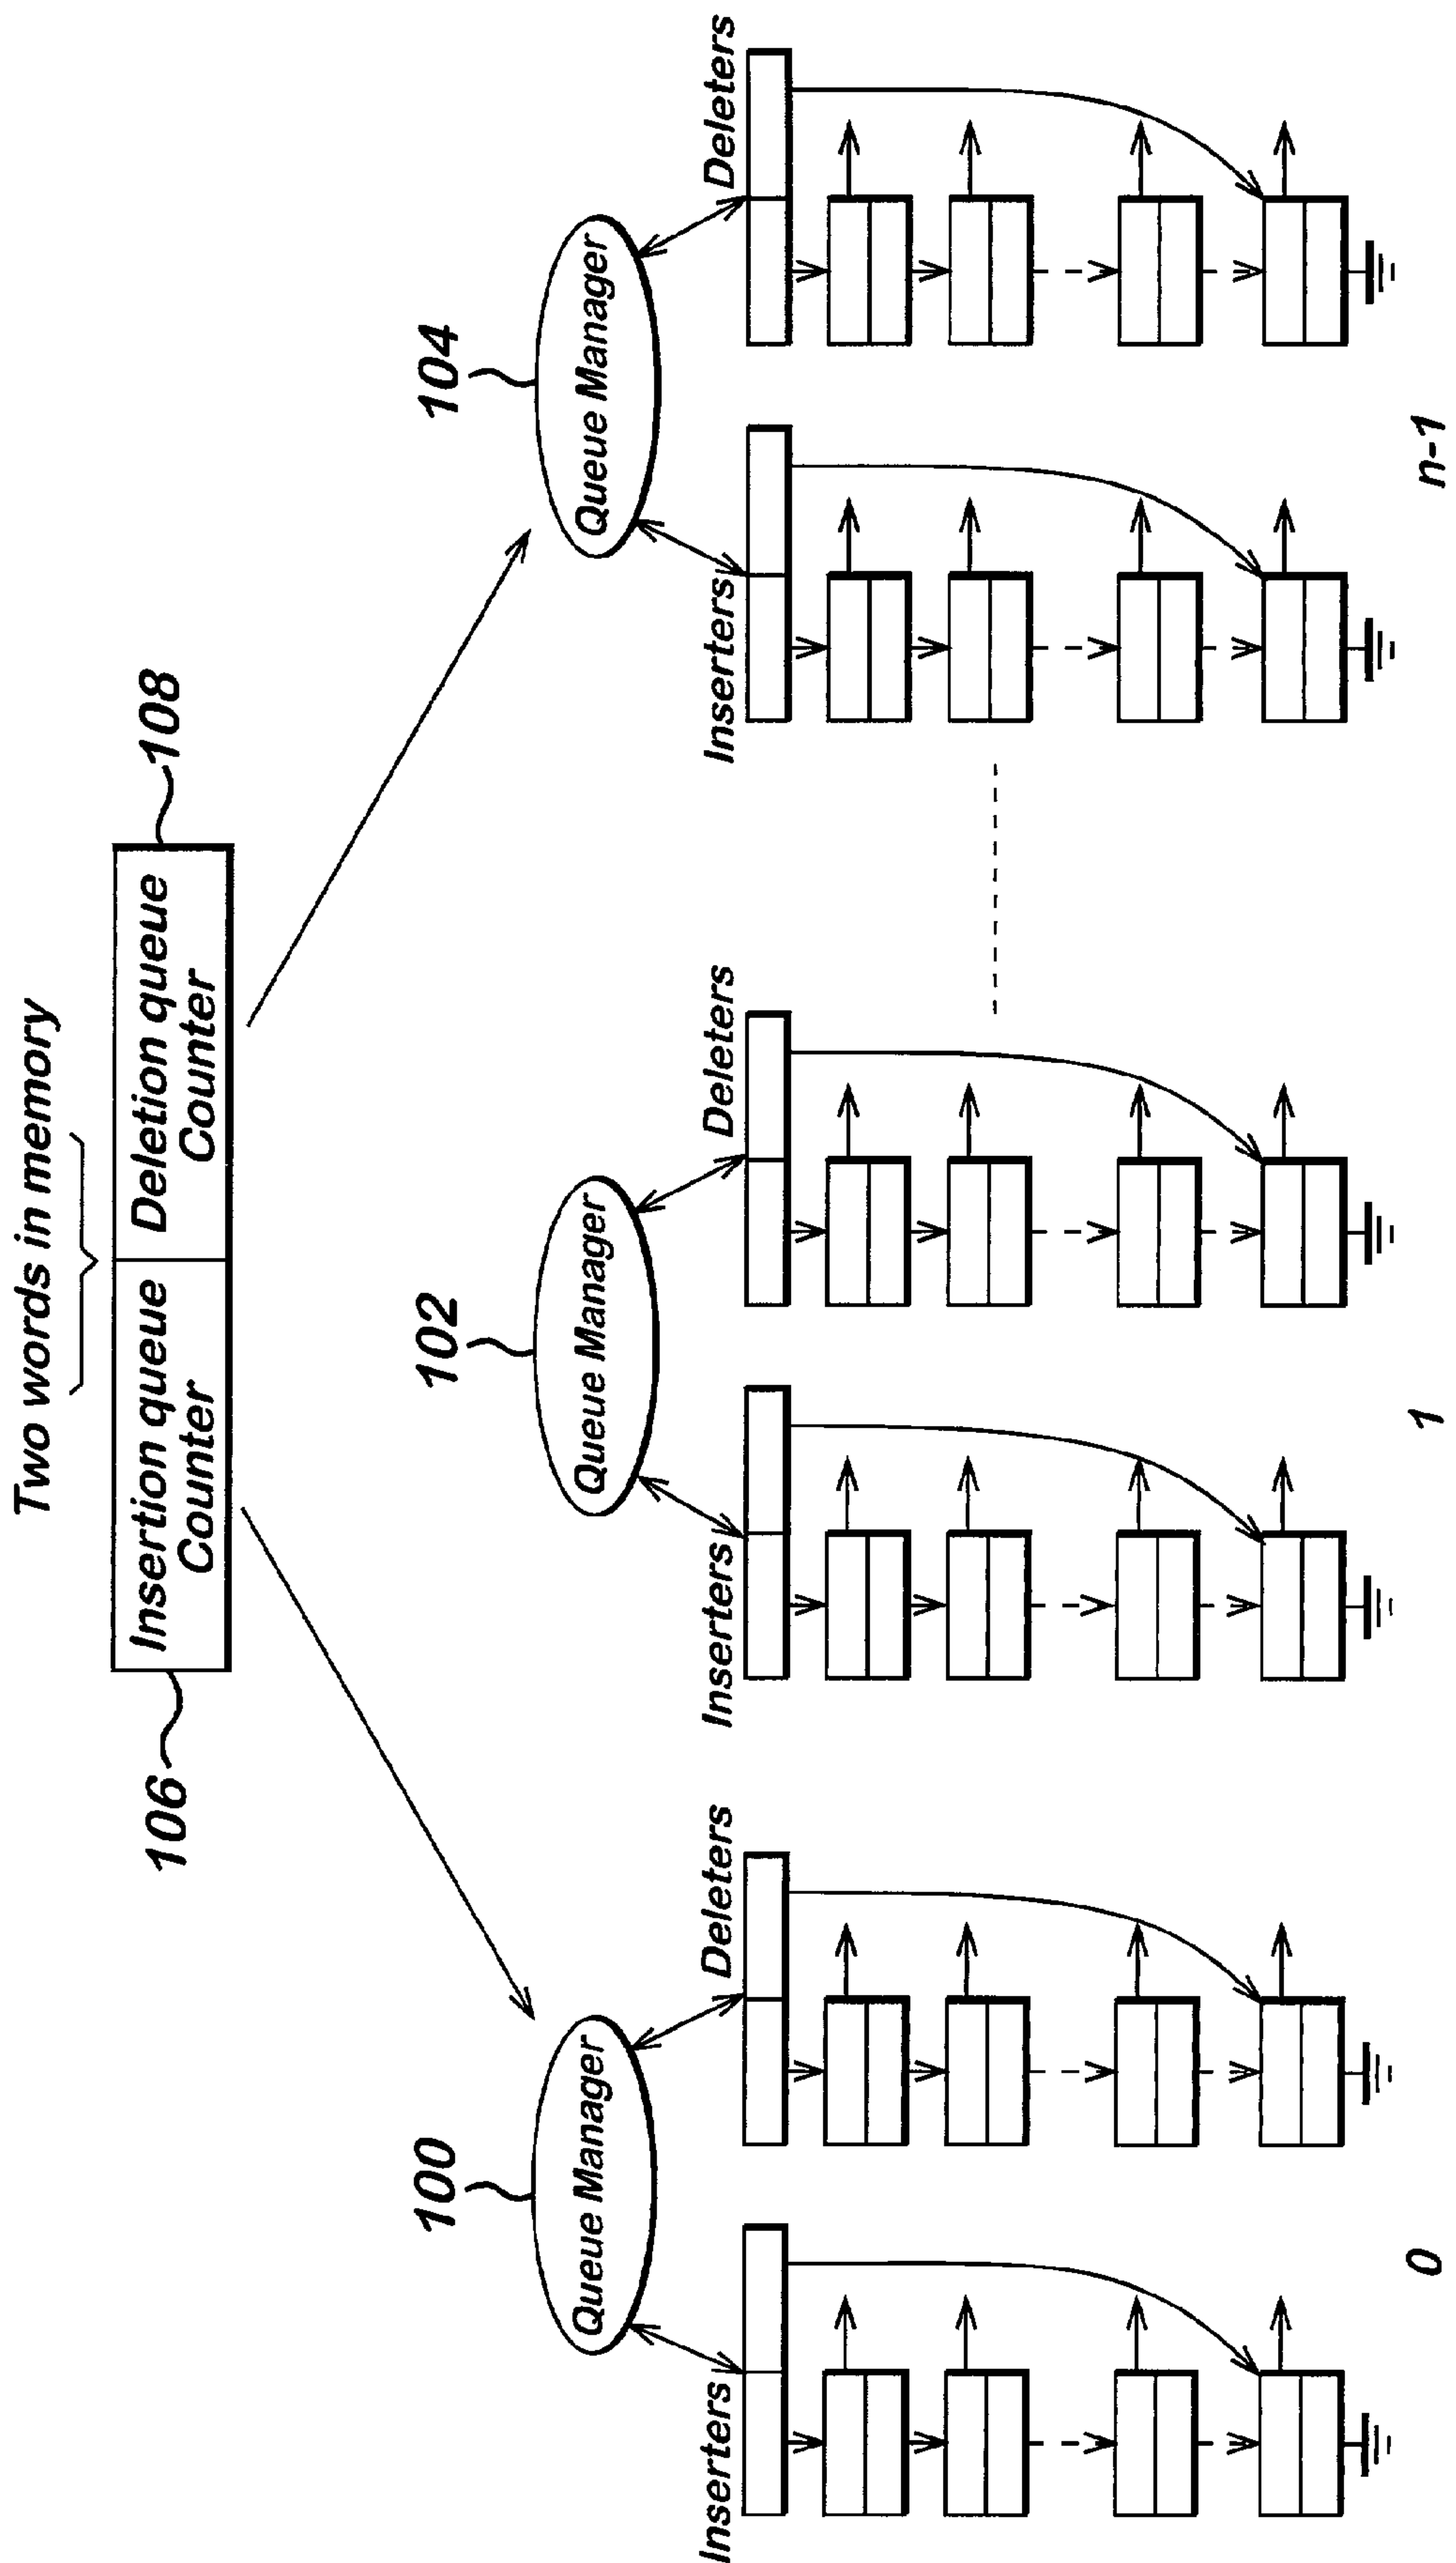 Two words in memory
106
Insertion queue
Counter
Deletion queue
Counter
108
100
102
104
Queue Manager
Queue Manager
Queue Manager
Inserters
Deleters
Inserters
Deleters
Inserters
Deleters
0
1
n-1